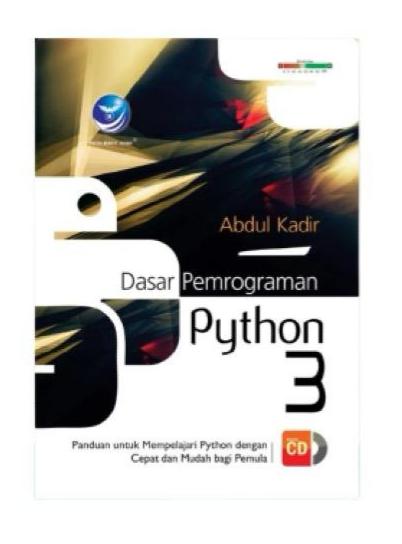 Abdul Kadir
Dasar Pemrograman
Python
3
Panduan untuk Mempelajari Python dengan
Cepat dan Mudah bagi Pemula
CD